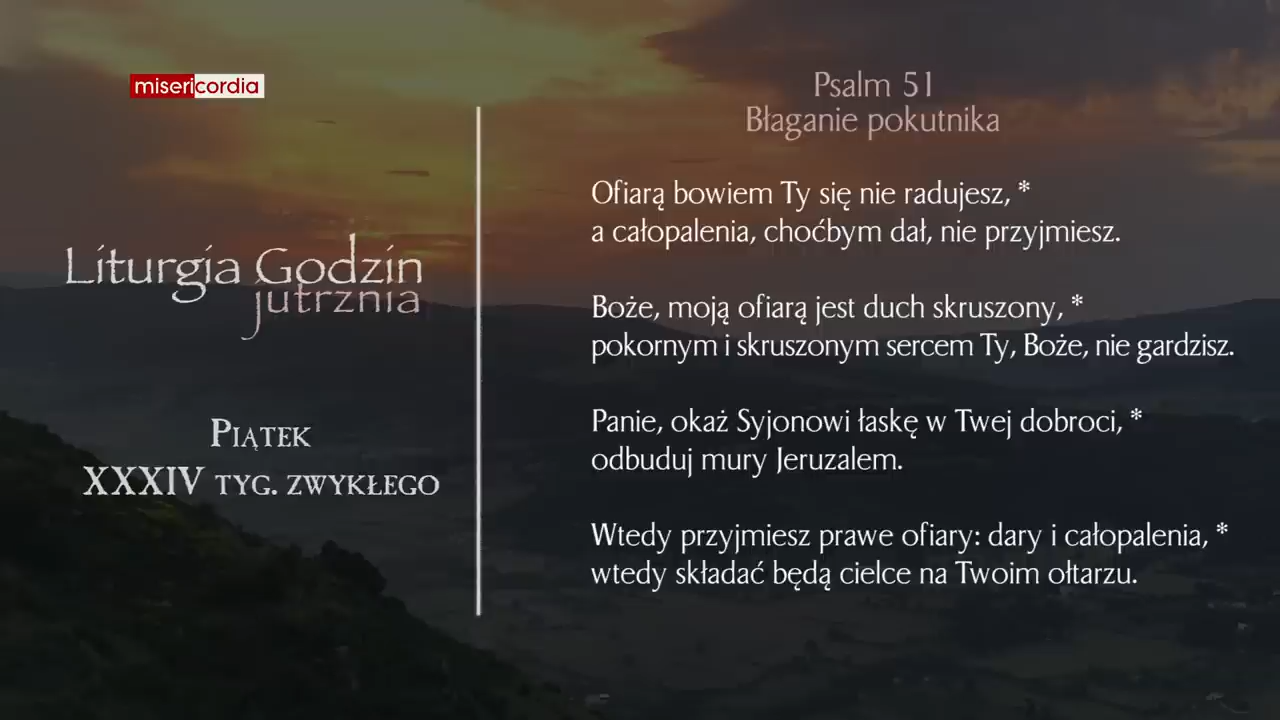 misericordia
Liturgia Godzin
jutrznia
Piątek
XXXIV tyg. zwykłego
Psalm 51
Błaganie pokutnika
Ofiarą bowiem Ty się nie radujesz, *
a całopalenia, choćbym dał, nie przyjmiesz.
Boże, moją ofiarą jest duch skruszony, *
pokornym i skruszonym sercem Ty, Boże, nie gardzisz.
Panie, okaż Syjonowi łaskę w Twej dobroci, *
odbuduj mury Jeruzalem.
Wtedy przyjmiesz prawe ofiary: dary i całopalenia, *
wtedy składać będą cielce na Twoim ołtarzu.